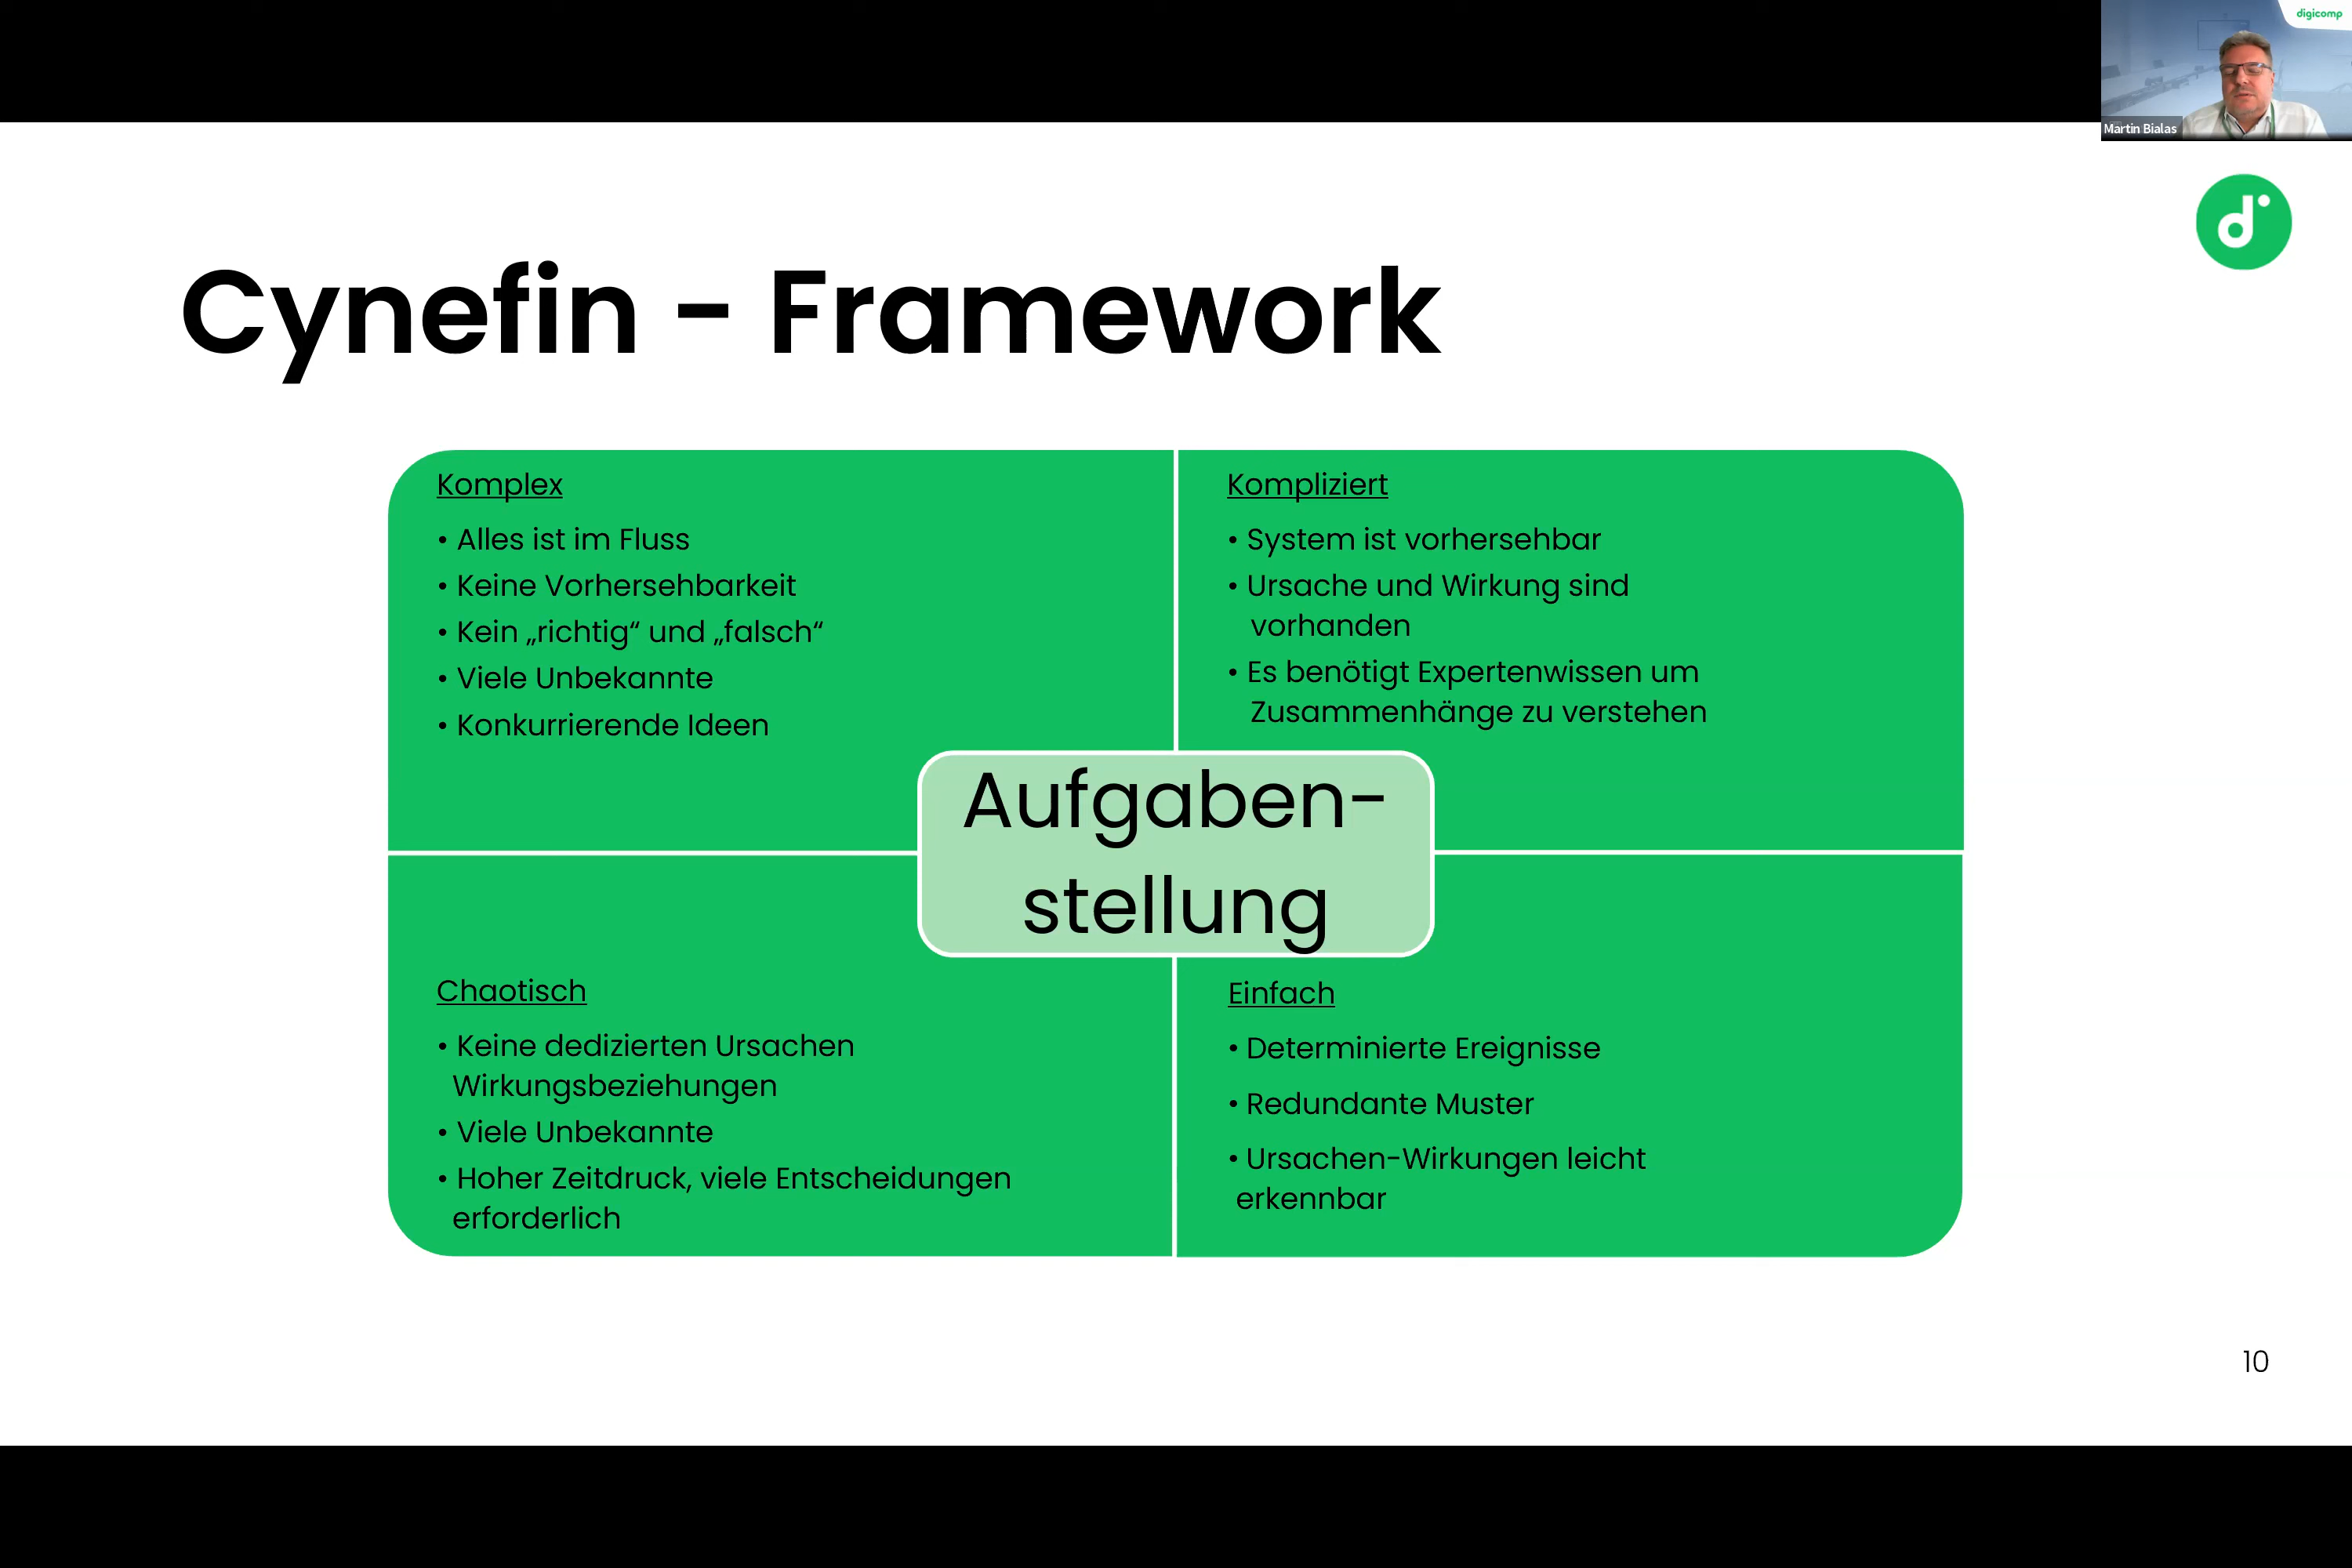 digicomp
Martin Bialas
Cynefin - Framework
Komplex
• Alles ist im Fluss
• Keine Vorhersehbarkeit
• Kein „richtig“ und „falsch“
• Viele Unbekannte
• Konkurrierende Ideen
Kompliziert
• System ist vorhersehbar
• Ursache und Wirkung sind
vorhanden
• Es benötigt Expertenwissen um
Zusammenhänge zu verstehen
Aufgaben-
stellung
Chaotisch
• Keine dedizierten Ursachen
Wirkungsbeziehungen
• Viele Unbekannte
• Hoher Zeitdruck, viele Entscheidungen
erforderlich
Einfach
• Determinierte Ereignisse
• Redundante Muster
• Ursachen-Wirkungen leicht
erkennbar
10